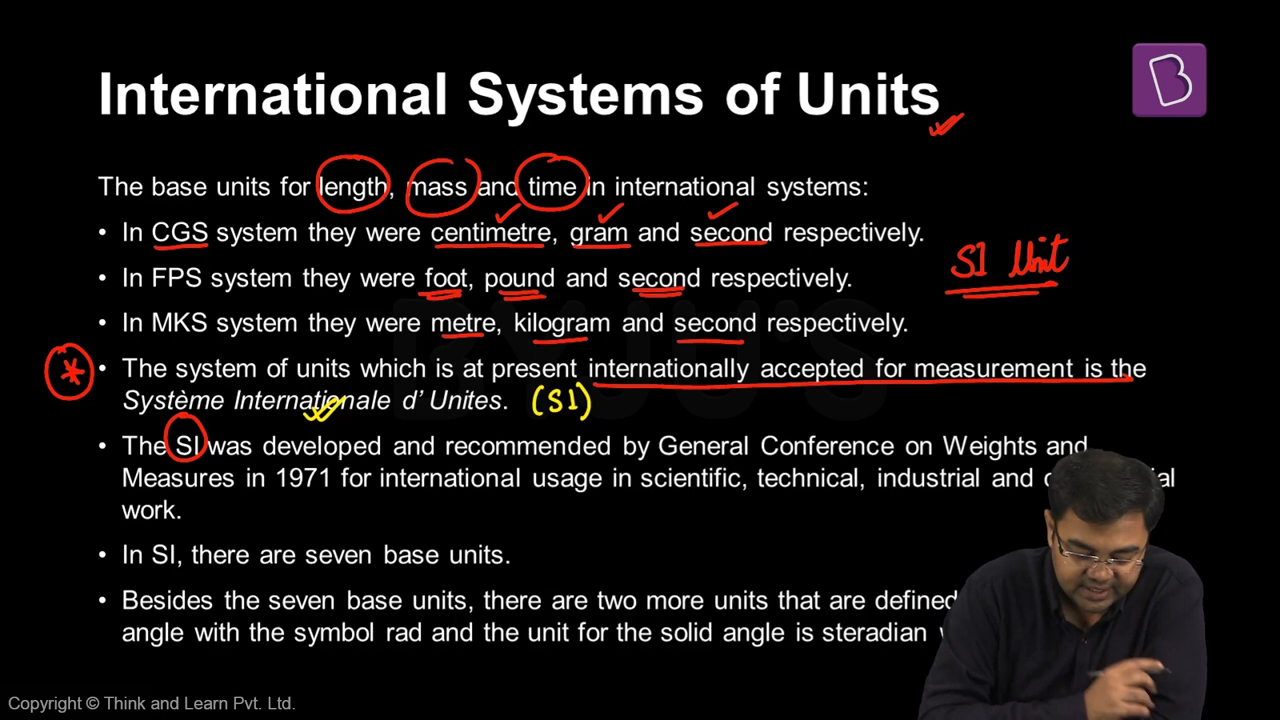 International Systems of Units
B
The base units for length, mass and time in international systems:
• In CGS system they were centimetre, gram and second respectively.
SI Unit
• In FPS system they were foot, pound and second respectively.
• In MKS system they were metre, kilogram and second respectively.
* • The system of units which is at present internationally accepted for measurement is the
Système Internationale d' Unites. (SI)
• The SI was developed and recommended by General Conference on Weights and
Measures in 1971 for international usage in scientific, technical, industrial and
work.
• In SI, there are seven base units.
• Besides the seven base units, there are two more units that are defined
angle with the symbol rad and the unit for the solid angle is steradian
BYJU'S
Copyright © Think and Learn Pvt. Ltd.